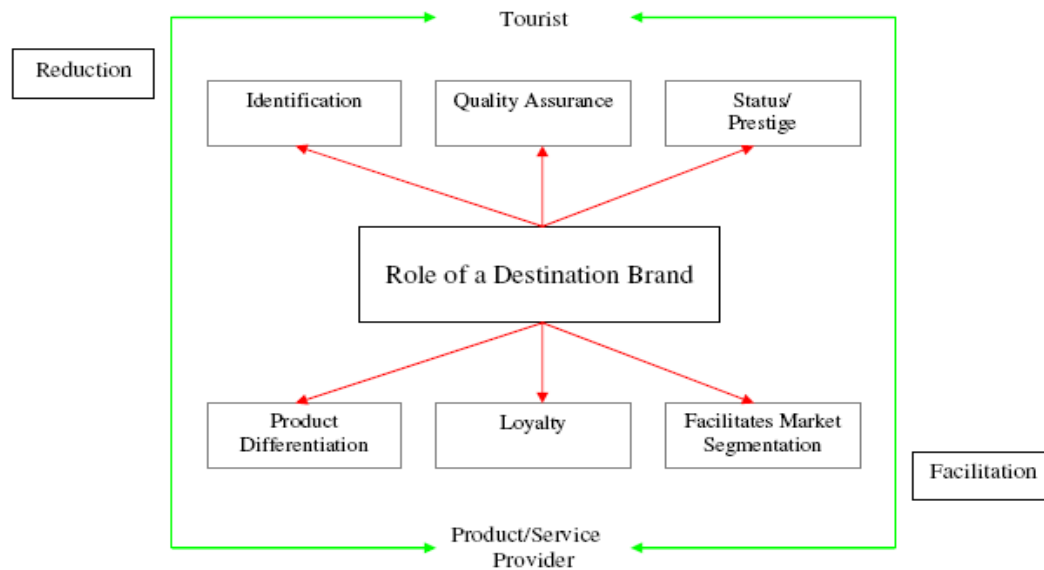 Tourist
Reduction
Identification
Quality Assurance
Status/
Prestige
Role of a Destination Brand
Product
Differentiation
Loyalty
Facilitates Market
Segmentation
Facilitation
Product/Service
Provider